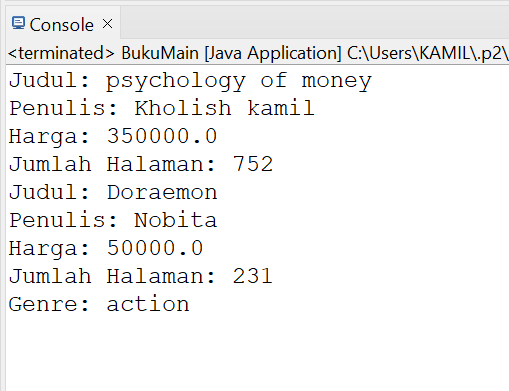 Console
<terminated> BukuMain [Java Application] C:\Users\KAMIL\.p2\
Judul: psychology of money
Penulis: Kholish kamil
Harga: 350000.0
Jumlah Halaman: 752
Judul: Doraemon
Penulis: Nobita
Harga: 50000.0
Jumlah Halaman: 231
Genre: action